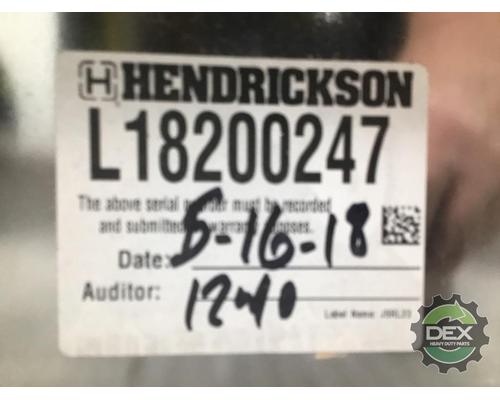 H HENDRICKSON
L18200247
The above serial number must be recorded
and submitted warranty purposes.
Date: 5-16-18
Auditor: 1240
Label Name: JBRL23
DEX
HEAVY DUTY PARTS